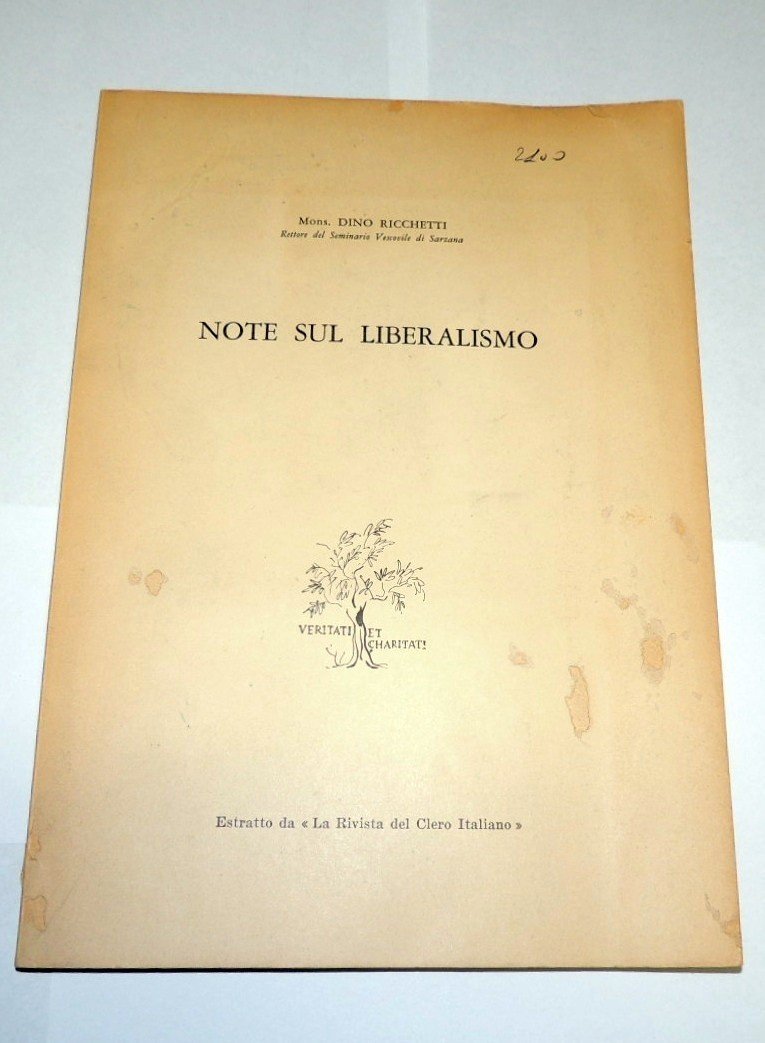 2100
Mons. DINO RICCHETTI
Rettore del Seminario Vescovile di Sarzana
NOTE SUL LIBERALISMO
VERITATI ET
CHARITATI
Estratto da « La Rivista del Clero Italiano »